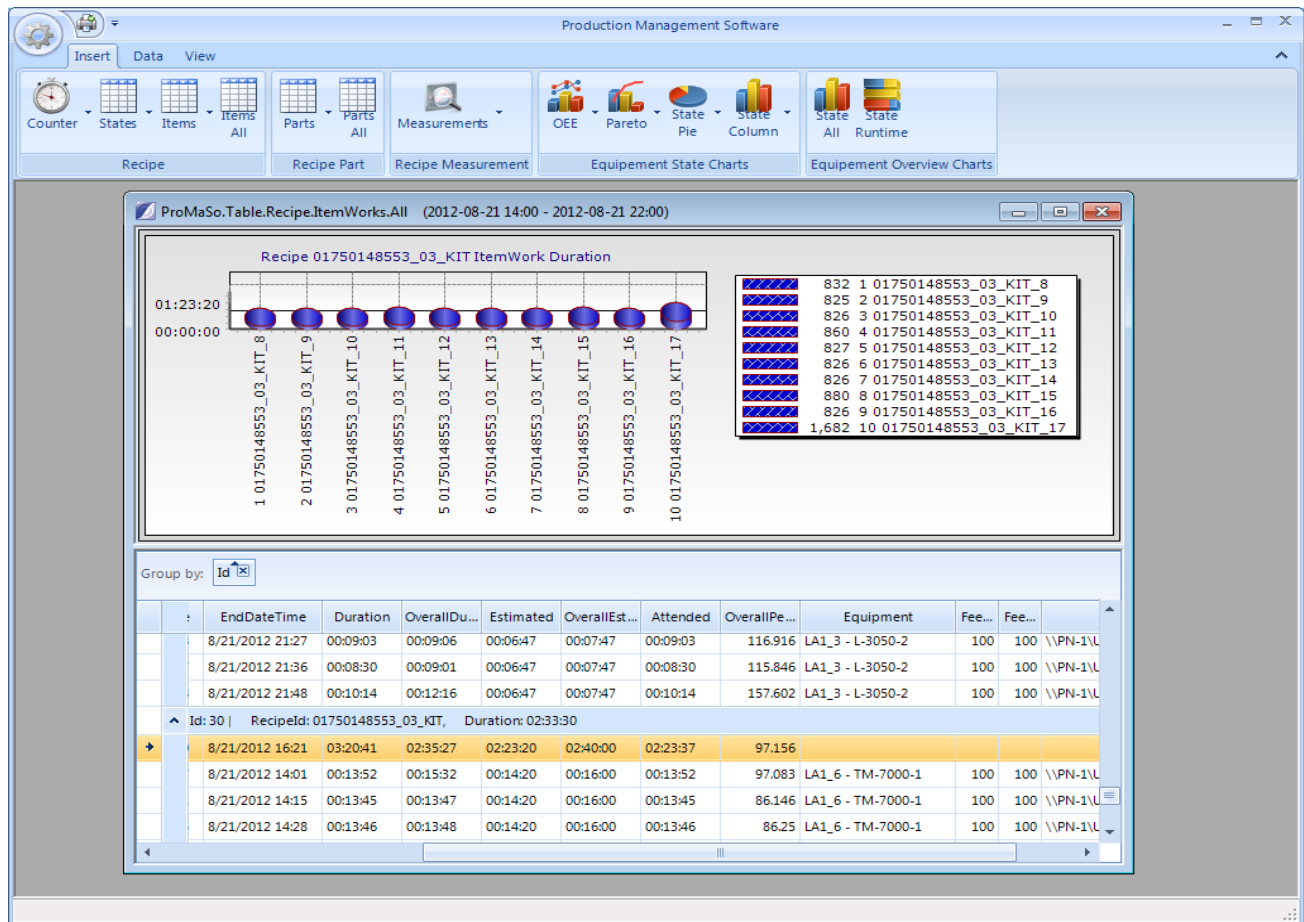 Production Management Software
Insert Data View
Counter States Items Items All Parts Parts All Measurements OEE Pareto State Pie State Column State All State Runtime
Recipe Recipe Part Recipe Measurement Equipement State Charts Equipement Overview Charts
ProMaSo.Table.Recipe.ItemWorks.All (2012-08-21 14:00 - 2012-08-21 22:00)
Recipe 01750148553_03_KIT ItemWork Duration
01:23:20
00:00:00
1 01750148553_03_KIT_8
2 01750148553_03_KIT_9
3 01750148553_03_KIT_10
4 01750148553_03_KIT_11
5 01750148553_03_KIT_12
6 01750148553_03_KIT_13
7 01750148553_03_KIT_14
8 01750148553_03_KIT_15
9 01750148553_03_KIT_16
10 01750148553_03_KIT_17
832 1 01750148553_03_KIT_8
825 2 01750148553_03_KIT_9
826 3 01750148553_03_KIT_10
860 4 01750148553_03_KIT_11
827 5 01750148553_03_KIT_12
826 6 01750148553_03_KIT_13
826 7 01750148553_03_KIT_14
880 8 01750148553_03_KIT_15
826 9 01750148553_03_KIT_16
1,682 10 01750148553_03_KIT_17
Group by: Id
EndDateTime Duration OverallDu... Estimated OverallEst... Attended OverallPe... Equipment Fee... Fee...
8/21/2012 21:27 00:09:03 00:09:06 00:06:47 00:07:47 00:09:03 116.916 LA1_3 - L-3050-2 100 100 \\PN-1\U
8/21/2012 21:36 00:08:30 00:09:01 00:06:47 00:07:47 00:08:30 115.846 LA1_3 - L-3050-2 100 100 \\PN-1\U
8/21/2012 21:48 00:10:14 00:12:16 00:06:47 00:07:47 00:10:14 157.602 LA1_3 - L-3050-2 100 100 \\PN-1\U
Id: 30 | RecipeId: 01750148553_03_KIT, Duration: 02:33:30
8/21/2012 16:21 03:20:41 02:35:27 02:23:20 02:40:00 02:23:37 97.156
8/21/2012 14:01 00:13:52 00:15:32 00:14:20 00:16:00 00:13:52 97.083 LA1_6 - TM-7000-1 100 100 \\PN-1\U
8/21/2012 14:15 00:13:45 00:13:47 00:14:20 00:16:00 00:13:45 86.146 LA1_6 - TM-7000-1 100 100 \\PN-1\U
8/21/2012 14:28 00:13:46 00:13:48 00:14:20 00:16:00 00:13:46 86.25 LA1_6 - TM-7000-1 100 100 \\PN-1\U